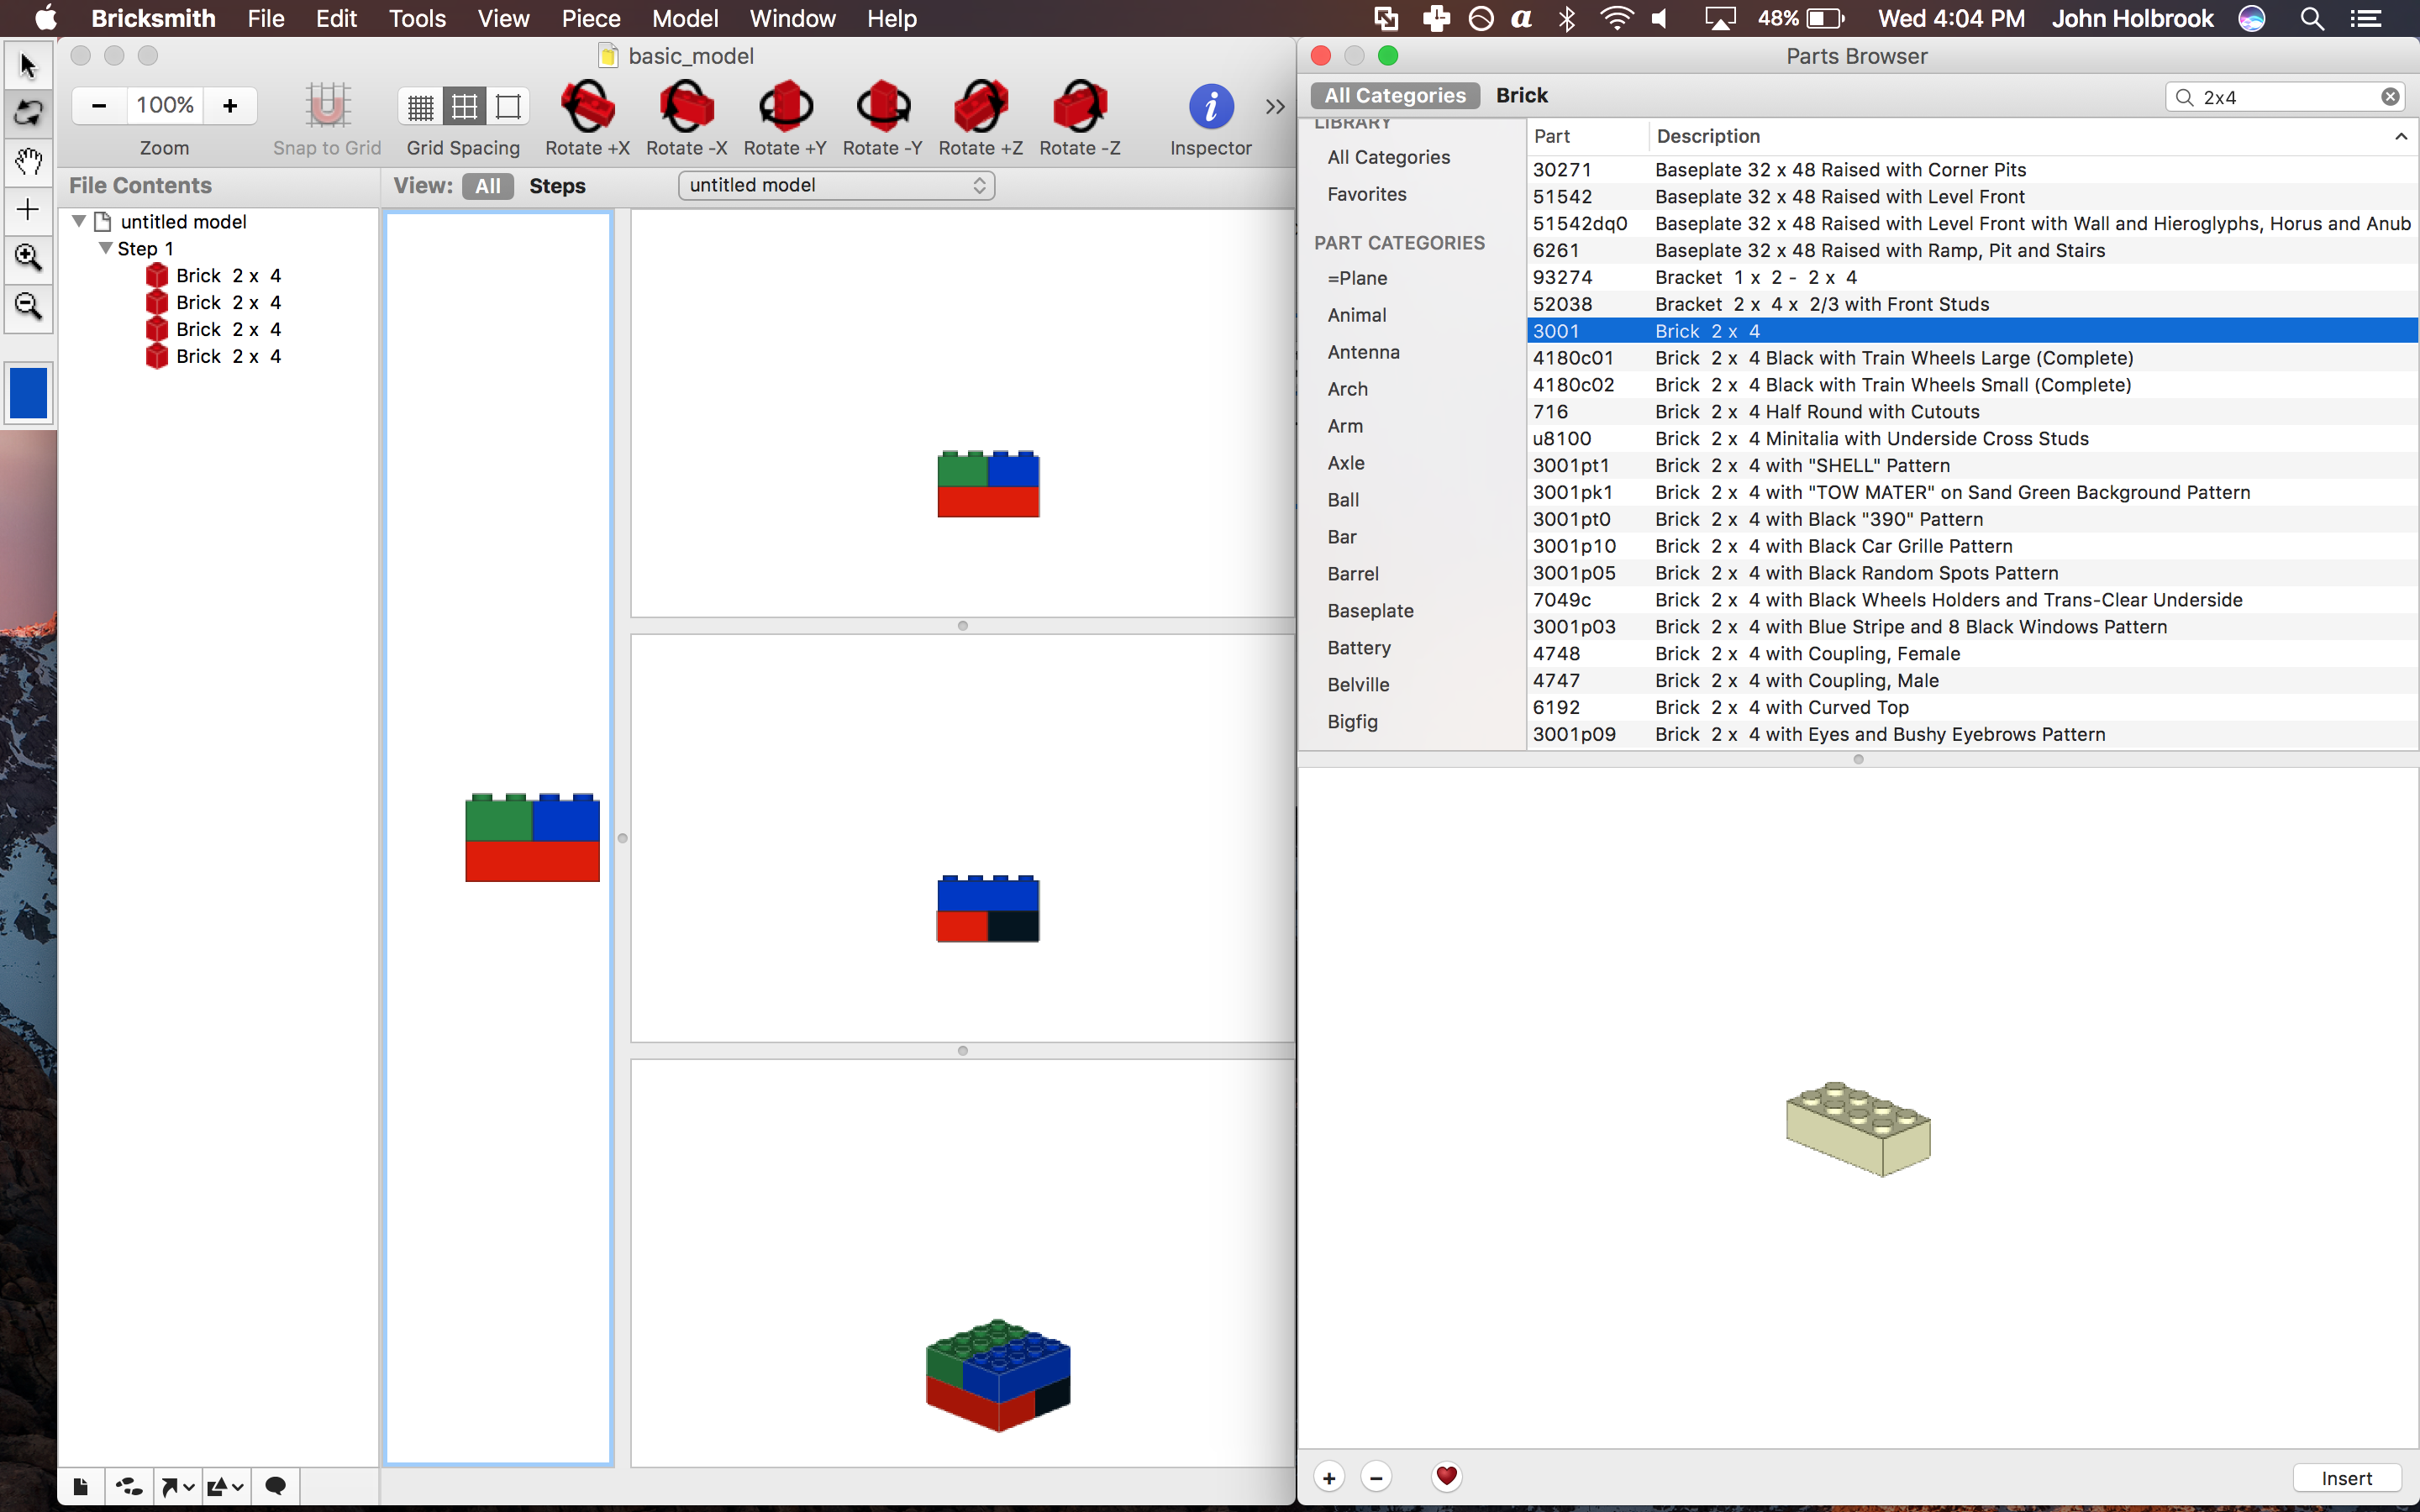 Bricksmith File Edit Tools View Piece Model Window Help
a 48% Wed 4:04 PM John Holbrook
basic_model
− 100% +
Zoom
Snap to Grid
Grid Spacing
Rotate +X
Rotate -X
Rotate +Y
Rotate -Y
Rotate +Z
Rotate -Z
i
Inspector
File Contents
View: All Steps
untitled model
untitled model
Step 1
Brick 2 x 4
Brick 2 x 4
Brick 2 x 4
Brick 2 x 4
Parts Browser
All Categories Brick
2x4
LIBRARY
All Categories
Favorites
PART CATEGORIES
=Plane
Animal
Antenna
Arch
Arm
Axle
Ball
Bar
Barrel
Baseplate
Battery
Belville
Bigfig
Part Description
30271 Baseplate 32 x 48 Raised with Corner Pits
51542 Baseplate 32 x 48 Raised with Level Front
51542dq0 Baseplate 32 x 48 Raised with Level Front with Wall and Hieroglyphs, Horus and Anub
6261 Baseplate 32 x 48 Raised with Ramp, Pit and Stairs
93274 Bracket 1 x 2 - 2 x 4
52038 Bracket 2 x 4 x 2/3 with Front Studs
3001 Brick 2 x 4
4180c01 Brick 2 x 4 Black with Train Wheels Large (Complete)
4180c02 Brick 2 x 4 Black with Train Wheels Small (Complete)
716 Brick 2 x 4 Half Round with Cutouts
u8100 Brick 2 x 4 Minitalia with Underside Cross Studs
3001pt1 Brick 2 x 4 with "SHELL" Pattern
3001pk1 Brick 2 x 4 with "TOW MATER" on Sand Green Background Pattern
3001pt0 Brick 2 x 4 with Black "390" Pattern
3001p10 Brick 2 x 4 with Black Car Grille Pattern
3001p05 Brick 2 x 4 with Black Random Spots Pattern
7049c Brick 2 x 4 with Black Wheels Holders and Trans-Clear Underside
3001p03 Brick 2 x 4 with Blue Stripe and 8 Black Windows Pattern
4748 Brick 2 x 4 with Coupling, Female
4747 Brick 2 x 4 with Coupling, Male
6192 Brick 2 x 4 with Curved Top
3001p09 Brick 2 x 4 with Eyes and Bushy Eyebrows Pattern
+ −
Insert